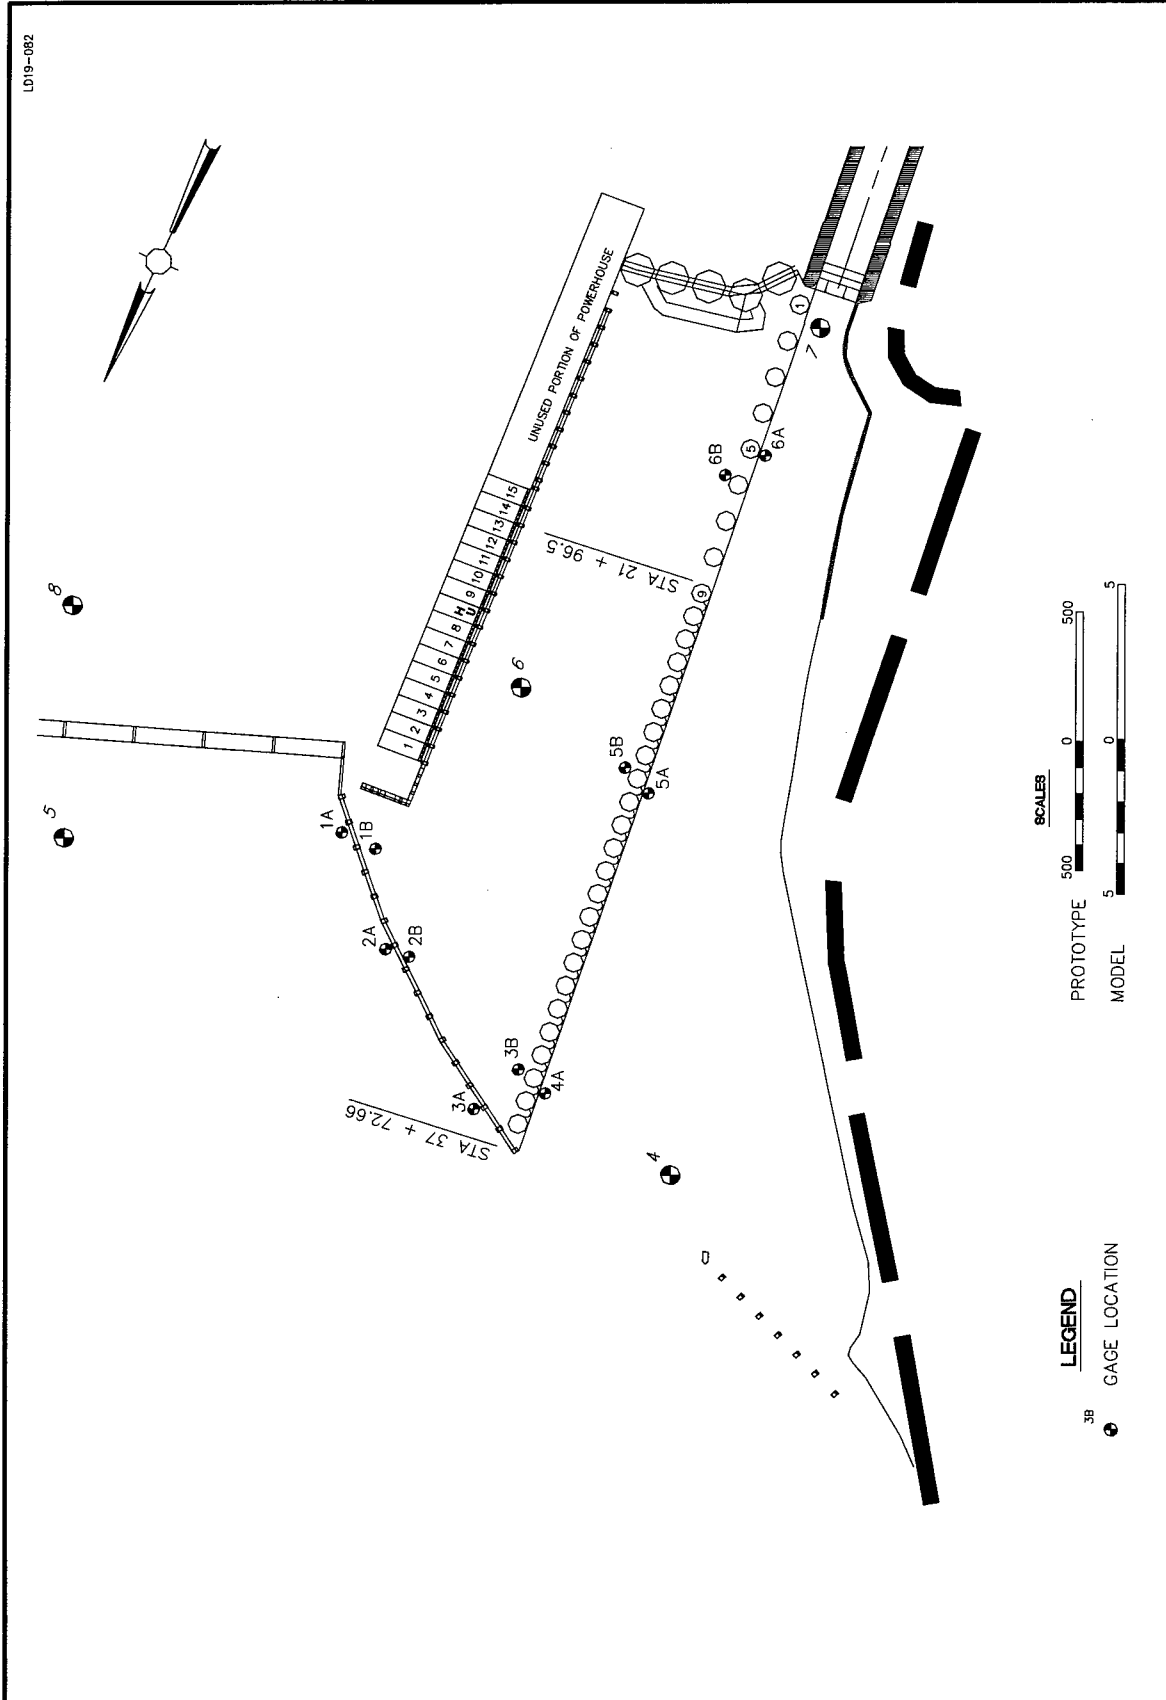 LD19-082
8
5
UNUSED PORTION OF POWERHOUSE
1 2 3 4 5 6 7 8 9 10 11 12 13 14 15
H U
1A
1B
2A
2B
3A
3B
4A
5A
5B
6A
6B
6
7
4
1
5
9
STA 21 + 96.5
STA 37 + 72.66
SCALES
PROTOTYPE 500 0 500
MODEL 5 0 5
LEGEND
3B
GAGE LOCATION